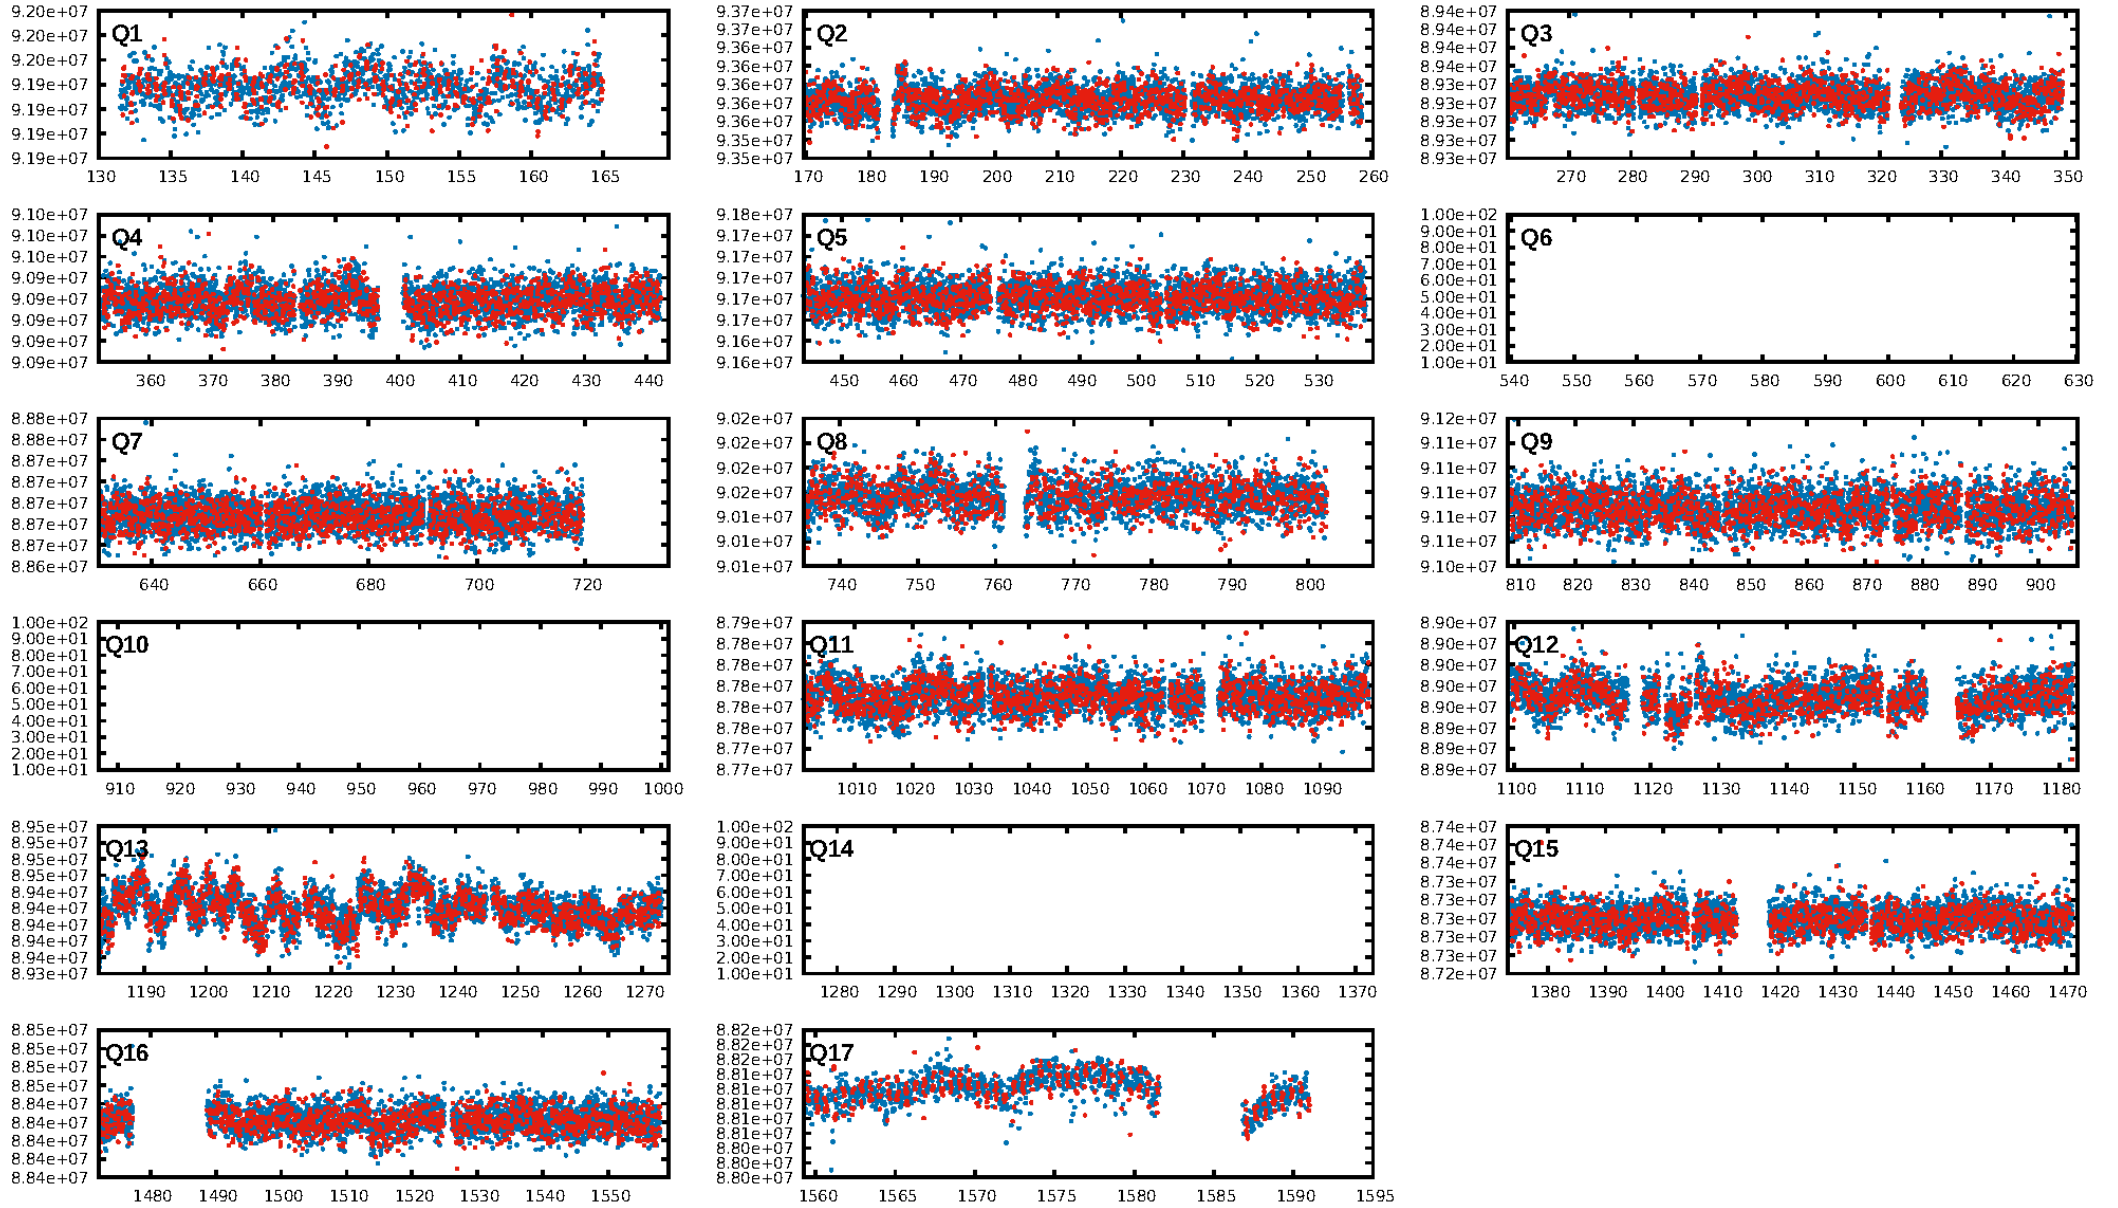 9.20e+07
9.20e+07
9.20e+07
9.19e+07
9.19e+07
9.19e+07
9.19e+07
Q1
130 135 140 145 150 155 160 165
9.37e+07
9.37e+07
9.36e+07
9.36e+07
9.36e+07
9.36e+07
9.36e+07
9.35e+07
9.35e+07
Q2
170 180 190 200 210 220 230 240 250 260
8.94e+07
8.94e+07
8.94e+07
8.94e+07
8.93e+07
8.93e+07
8.93e+07
8.93e+07
8.93e+07
Q3
270 280 290 300 310 320 330 340 350
9.10e+07
9.10e+07
9.10e+07
9.09e+07
9.09e+07
9.09e+07
9.09e+07
9.09e+07
Q4
360 370 380 390 400 410 420 430 440
9.18e+07
9.17e+07
9.17e+07
9.17e+07
9.17e+07
9.17e+07
9.16e+07
9.16e+07
Q5
450 460 470 480 490 500 510 520 530
1.00e+02
9.00e+01
8.00e+01
7.00e+01
6.00e+01
5.00e+01
4.00e+01
3.00e+01
2.00e+01
1.00e+01
Q6
540 550 560 570 580 590 600 610 620 630
8.88e+07
8.88e+07
8.87e+07
8.87e+07
8.87e+07
8.87e+07
8.87e+07
8.86e+07
Q7
640 660 680 700 720
9.02e+07
9.02e+07
9.02e+07
9.02e+07
9.01e+07
9.01e+07
9.01e+07
Q8
740 750 760 770 780 790 800
9.12e+07
9.11e+07
9.11e+07
9.11e+07
9.11e+07
9.11e+07
9.10e+07
Q9
810 820 830 840 850 860 870 880 890 900
1.00e+02
9.00e+01
8.00e+01
7.00e+01
6.00e+01
5.00e+01
4.00e+01
3.00e+01
2.00e+01
1.00e+01
Q10
910 920 930 940 950 960 970 980 990 1000
8.79e+07
8.78e+07
8.78e+07
8.78e+07
8.78e+07
8.78e+07
8.77e+07
8.77e+07
Q11
1010 1020 1030 1040 1050 1060 1070 1080 1090
8.90e+07
8.90e+07
8.90e+07
8.90e+07
8.90e+07
8.89e+07
8.89e+07
8.89e+07
Q12
1100 1110 1120 1130 1140 1150 1160 1170 1180
8.95e+07
8.95e+07
8.95e+07
8.94e+07
8.94e+07
8.94e+07
8.94e+07
8.93e+07
Q13
1190 1200 1210 1220 1230 1240 1250 1260 1270
1.00e+02
9.00e+01
8.00e+01
7.00e+01
6.00e+01
5.00e+01
4.00e+01
3.00e+01
2.00e+01
1.00e+01
Q14
1280 1290 1300 1310 1320 1330 1340 1350 1360 1370
8.74e+07
8.74e+07
8.74e+07
8.73e+07
8.73e+07
8.73e+07
8.73e+07
8.73e+07
8.72e+07
Q15
1380 1390 1400 1410 1420 1430 1440 1450 1460 1470
8.85e+07
8.85e+07
8.85e+07
8.85e+07
8.84e+07
8.84e+07
8.84e+07
8.84e+07
8.84e+07
Q16
1480 1490 1500 1510 1520 1530 1540 1550
8.82e+07
8.82e+07
8.82e+07
8.81e+07
8.81e+07
8.81e+07
8.81e+07
8.81e+07
8.80e+07
8.80e+07
8.80e+07
Q17
1560 1565 1570 1575 1580 1585 1590 1595